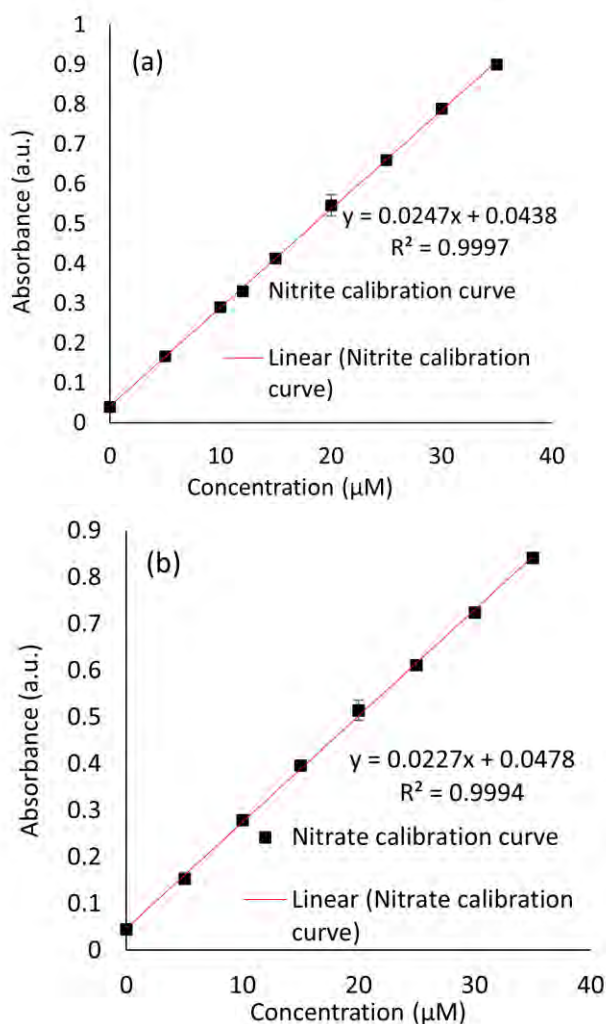 1
(a)
0.9
0.8
0.7
0.6
0.5
0.4
0.3
0.2
0.1
0
Absorbance (a.u.)
y = 0.0247x + 0.0438
R² = 0.9997
Nitrite calibration curve
Linear (Nitrite calibration
curve)
0 10 20 30 40
Concentration (µM)
0.9
(b)
0.8
0.7
0.6
0.5
0.4
0.3
0.2
0.1
0
Absorbance (a.u.)
y = 0.0227x + 0.0478
R² = 0.9994
Nitrate calibration curve
Linear (Nitrate calibration
curve)
0 10 20 30 40
Concentration (µM)